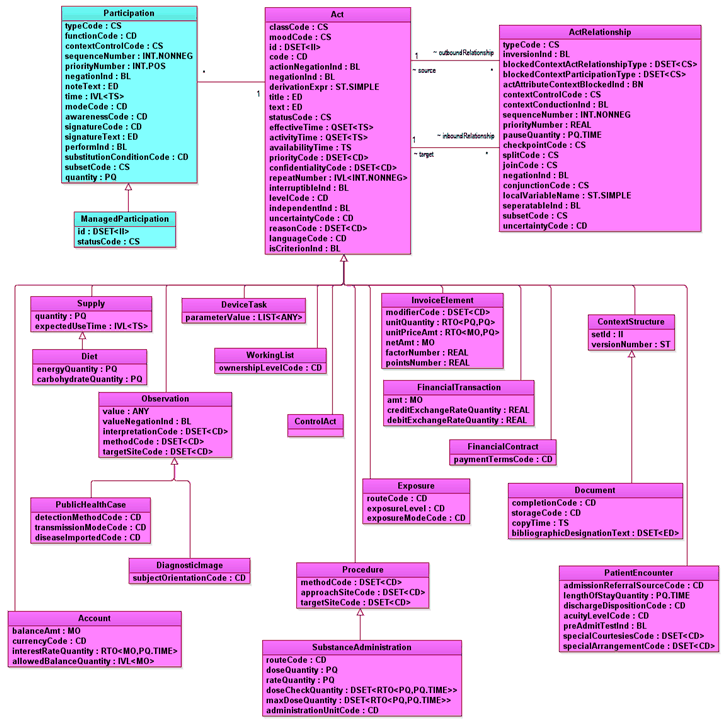 Participation
typeCode : CS
functionCode : CD
contextControlCode : CS
sequenceNumber : INT.NONNEG
priorityNumber : INT.POS
negationInd : BL
noteText : ED
time : IVL<TS>
modeCode : CD
awarenessCode : CD
signatureCode : CD
signatureText : ED
performInd : BL
substitutionConditionCode : CD
subsetCode : CS
quantity : PQ
ManagedParticipation
id : DSET<II>
statusCode : CS
*
1
Act
classCode : CS
moodCode : CS
id : DSET<II>
code : CD
actionNegationInd : BL
negationInd : BL
derivationExpr : ST.SIMPLE
title : ED
text : ED
statusCode : CS
effectiveTime : QSET<TS>
activityTime : QSET<TS>
availabilityTime : TS
priorityCode : DSET<CD>
confidentialityCode : DSET<CD>
repeatNumber : IVL<INT.NONNEG>
interruptibleInd : BL
levelCode : CD
independentInd : BL
uncertaintyCode : CD
reasonCode : DSET<CD>
languageCode : CD
isCriterionInd : BL
1
~ outboundRelationship
~ source
*
1
~ inboundRelationship
~ target
*
ActRelationship
typeCode : CS
inversionInd : BL
blockedContextActRelationshipType : DSET<CS>
blockedContextParticipationType : DSET<CS>
actAttributeContextBlockedInd : BN
contextControlCode : CS
contextConductionInd : BL
sequenceNumber : INT.NONNEG
priorityNumber : REAL
pauseQuantity : PQ.TIME
checkpointCode : CS
splitCode : CS
joinCode : CS
negationInd : BL
conjunctionCode : CS
localVariableName : ST.SIMPLE
seperatableInd : BL
subsetCode : CS
uncertaintyCode : CD
Supply
quantity : PQ
expectedUseTime : IVL<TS>
Diet
energyQuantity : PQ
carbohydrateQuantity : PQ
DeviceTask
parameterValue : LIST<ANY>
WorkingList
ownershipLevelCode : CD
InvoiceElement
modifierCode : DSET<CD>
unitQuantity : RTO<PQ,PQ>
unitPriceAmt : RTO<MO,PQ>
netAmt : MO
factorNumber : REAL
pointsNumber : REAL
ContextStructure
setId : II
versionNumber : ST
Observation
value : ANY
valueNegationInd : BL
interpretationCode : DSET<CD>
methodCode : DSET<CD>
targetSiteCode : DSET<CD>
ControlAct
FinancialTransaction
amt : MO
creditExchangeRateQuantity : REAL
debitExchangeRateQuantity : REAL
FinancialContract
paymentTermsCode : CD
PublicHealthCase
detectionMethodCode : CD
transmissionModeCode : CD
diseaseImportedCode : CD
Exposure
routeCode : CD
exposureLevel : CD
exposureModeCode : CD
Document
completionCode : CD
storageCode : CD
copyTime : TS
bibliographicDesignationText : DSET<ED>
DiagnosticImage
subjectOrientationCode : CD
Procedure
methodCode : DSET<CD>
approachSiteCode : DSET<CD>
targetSiteCode : DSET<CD>
PatientEncounter
admissionReferralSourceCode : CD
lengthOfStayQuantity : PQ.TIME
dischargeDispositionCode : CD
acuityLevelCode : CD
preAdmitTestInd : BL
specialCourtesiesCode : DSET<CD>
specialArrangementCode : DSET<CD>
Account
balanceAmt : MO
currencyCode : CD
interestRateQuantity : RTO<MO,PQ.TIME>
allowedBalanceQuantity : IVL<MO>
SubstanceAdministration
routeCode : CD
doseQuantity : PQ
rateQuantity : PQ
doseCheckQuantity : DSET<RTO<PQ,PQ.TIME>>
maxDoseQuantity : DSET<RTO<PQ,PQ.TIME>>
administrationUnitCode : CD